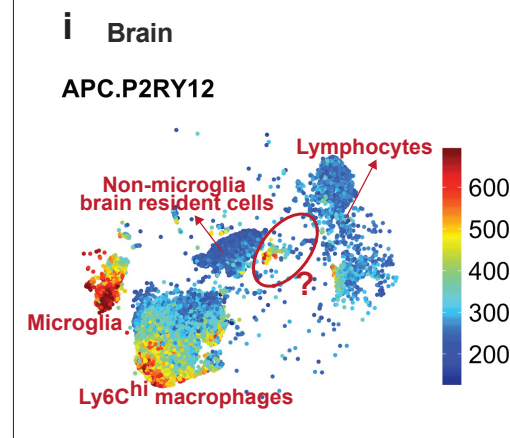 i Brain
APC.P2RY12
Lymphocytes
Non-microglia
brain resident cells
?
Microglia
Ly6Chi macrophages
600
500
400
300
200